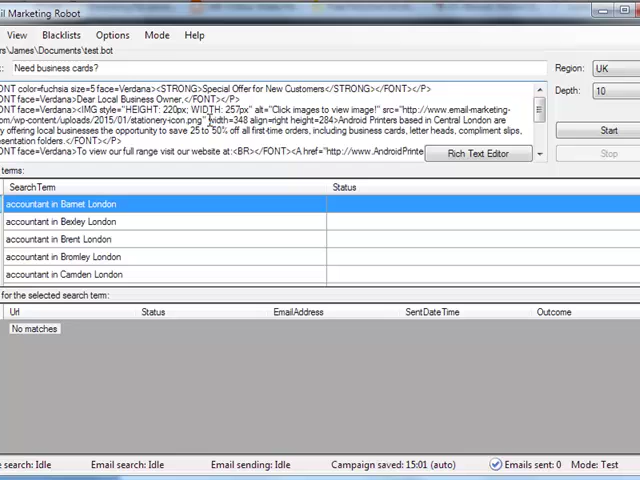 il Marketing Robot
View Blacklists Options Mode Help
ers\James\Documents\test.bot
Need business cards?
Region: UK
ONT color=fuchsia size=5 face=Verdana><STRONG>Special Offer for New Customers</STRONG></FONT></P>
ONT face=Verdana>Dear Local Business Owner,</FONT></P>
ONT face=Verdana><IMG style="HEIGHT: 220px; WIDTH: 257px" alt="Click images to view image!" src="http://www.email-marketing-
om/wp-content/uploads/2015/01/stationery-icon.png" width=348 align=right height=284>Android Printers based in Central London are
y offering local businesses the opportunity to save 25 to 50% off all first-time orders, including business cards, letter heads, compliment slips,
esentation folders.</FONT></P>
ONT face=Verdana>To view our full range visit our website at:<BR></FONT><A href="http://www.AndroidPrinte
Rich Text Editor
Depth: 10
Start
Stop
terms:
SearchTerm Status
accountant in Barnet London
accountant in Bexley London
accountant in Brent London
accountant in Bromley London
accountant in Camden London
for the selected search term:
Url Status EmailAddress SentDateTime Outcome
No matches
e search: Idle Email search: Idle Email sending: Idle Campaign saved: 15:01 (auto) Emails sent: 0 Mode: Test